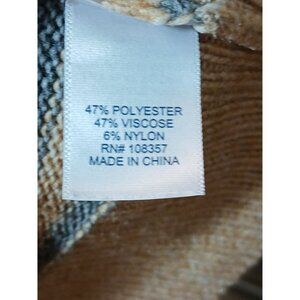 47% POLYESTER
47% VISCOSE
6% NYLON
RN# 108357
MADE IN CHINA